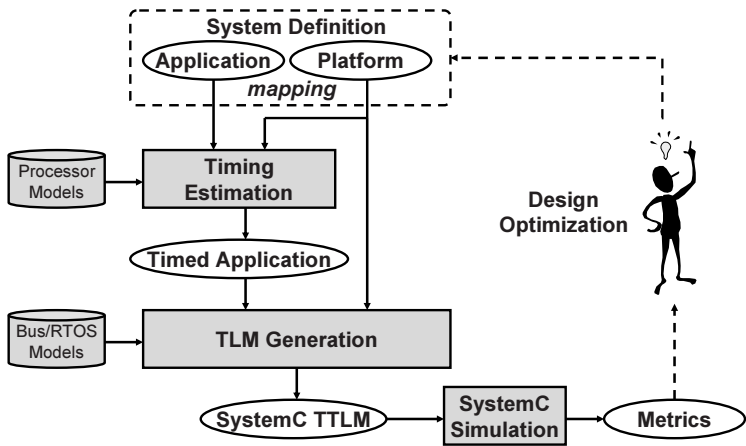 System Definition
Application
Platform
mapping
Processor
Models
Timing
Estimation
Design
Optimization
Timed Application
Bus/RTOS
Models
TLM Generation
SystemC TTLM
SystemC
Simulation
Metrics